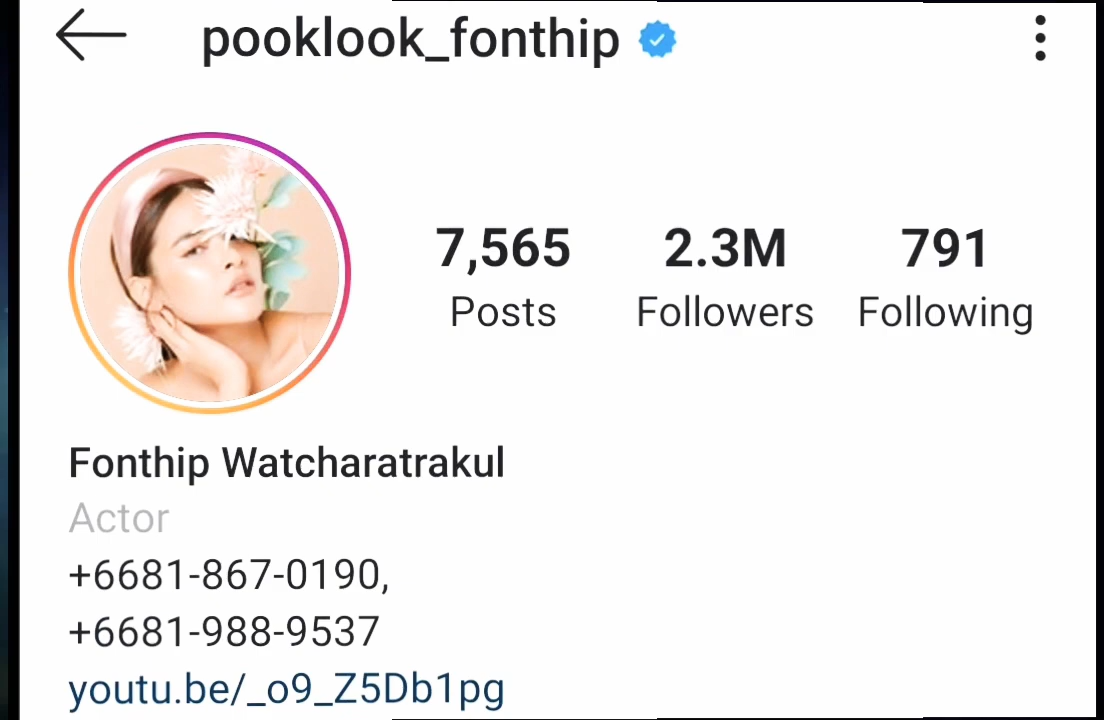 pooklook_fonthip
7,565 2.3M 791
Posts Followers Following
Fonthip Watcharatrakul
Actor
+6681-867-0190,
+6681-988-9537
youtu.be/_o9_Z5Db1pg